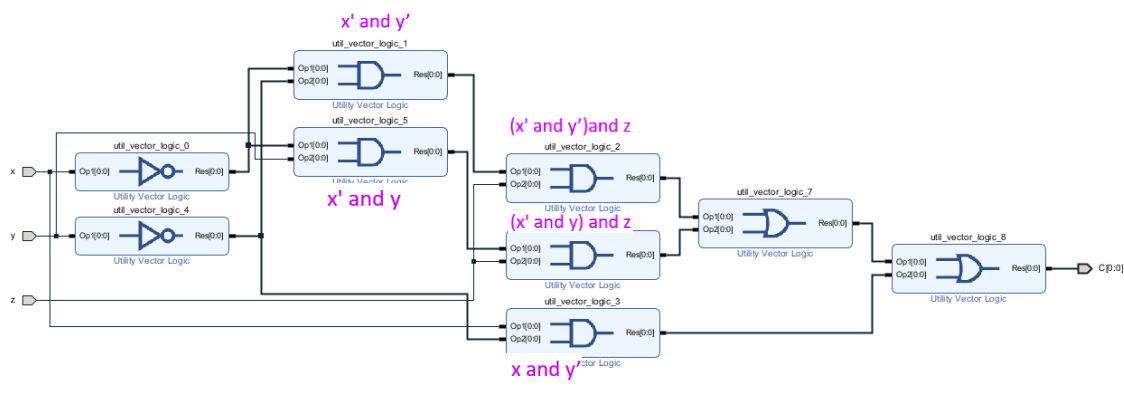 x' and y’
util_vector_logic_1
Op1[0:0]
Op2[0:0]
Res[0:0]
Utility Vector Logic
util_vector_logic_5
Op1[0:0]
Op2[0:0]
Res[0:0]
x' and y
util_vector_logic_0
x
Op1[0:0]
Res[0:0]
Utility Vector Logic
util_vector_logic_4
y
Op1[0:0]
Res[0:0]
Utility Vector Logic
z
(x' and y’)and z
util_vector_logic_2
Op1[0:0]
Op2[0:0]
Res[0:0]
Utility Vector Logic
(x' and y) and z
Op1[0:0]
Op2[0:0]
Res[0:0]
Utility Vector Logic
util_vector_logic_3
Op1[0:0]
Op2[0:0]
Res[0:0]
x and y’
Vector Logic
util_vector_logic_7
Op1[0:0]
Op2[0:0]
Res[0:0]
Utility Vector Logic
util_vector_logic_8
Op1[0:0]
Op2[0:0]
Res[0:0]
Utility Vector Logic
C[0:0]